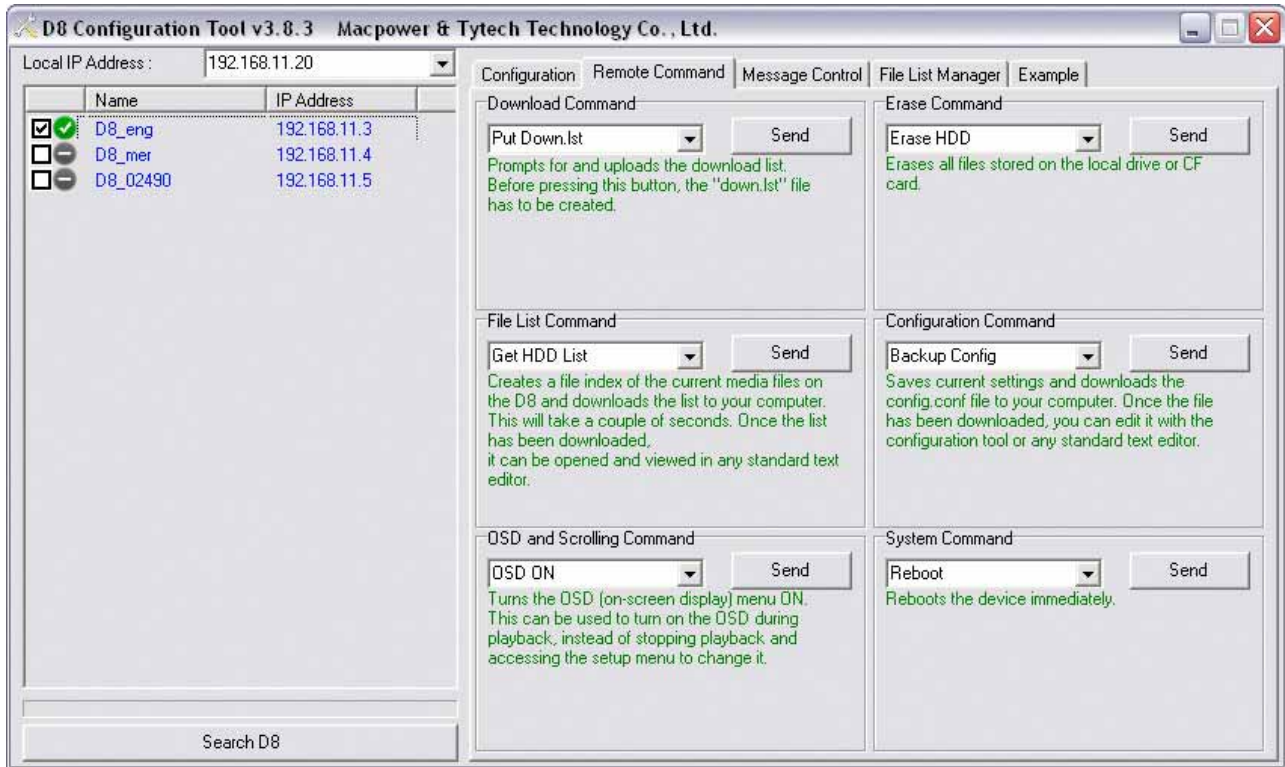 D8 Configuration Tool v3.8.3 Macpower & Tytech Technology Co., Ltd.
Local IP Address : 192.168.11.20
Name IP Address
D8_eng 192.168.11.3
D8_mer 192.168.11.4
D8_02490 192.168.11.5
Search D8
Configuration Remote Command Message Control File List Manager Example
Download Command
Put Down.lst Send
Prompts for and uploads the download list.
Before pressing this button, the "down.lst" file
has to be created.
Erase Command
Erase HDD Send
Erases all files stored on the local drive or CF
card.
File List Command
Get HDD List Send
Creates a file index of the current media files on
the D8 and downloads the list to your computer.
This will take a couple of seconds. Once the list
has been downloaded,
it can be opened and viewed in any standard text
editor.
Configuration Command
Backup Config Send
Saves current settings and downloads the
config.conf file to your computer. Once the file
has been downloaded, you can edit it with the
configuration tool or any standard text editor.
OSD and Scrolling Command
OSD ON Send
Turns the OSD (on-screen display) menu ON.
This can be used to turn on the OSD during
playback, instead of stopping playback and
accessing the setup menu to change it.
System Command
Reboot Send
Reboots the device immediately.